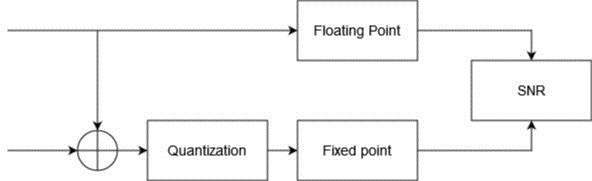 Floating Point
SNR
Quantization
Fixed point